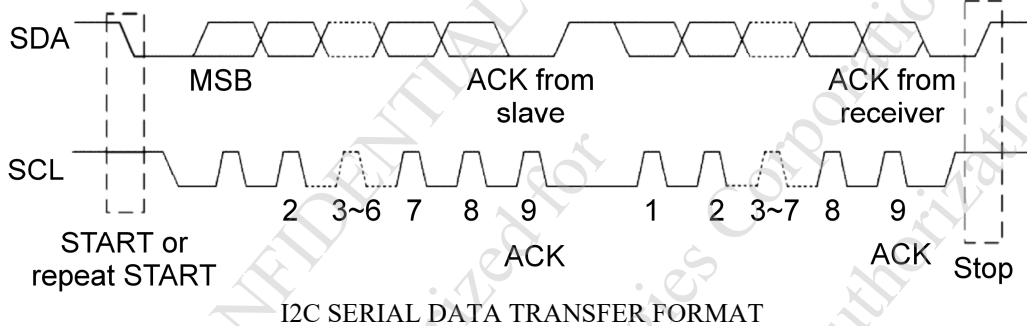 SDA
MSB
ACK from
slave
ACK from
receiver
SCL
2 3~6 7 8 9 1 2 3~7 8 9
START or
repeat START
ACK
ACK
Stop
I2C SERIAL DATA TRANSFER FORMAT